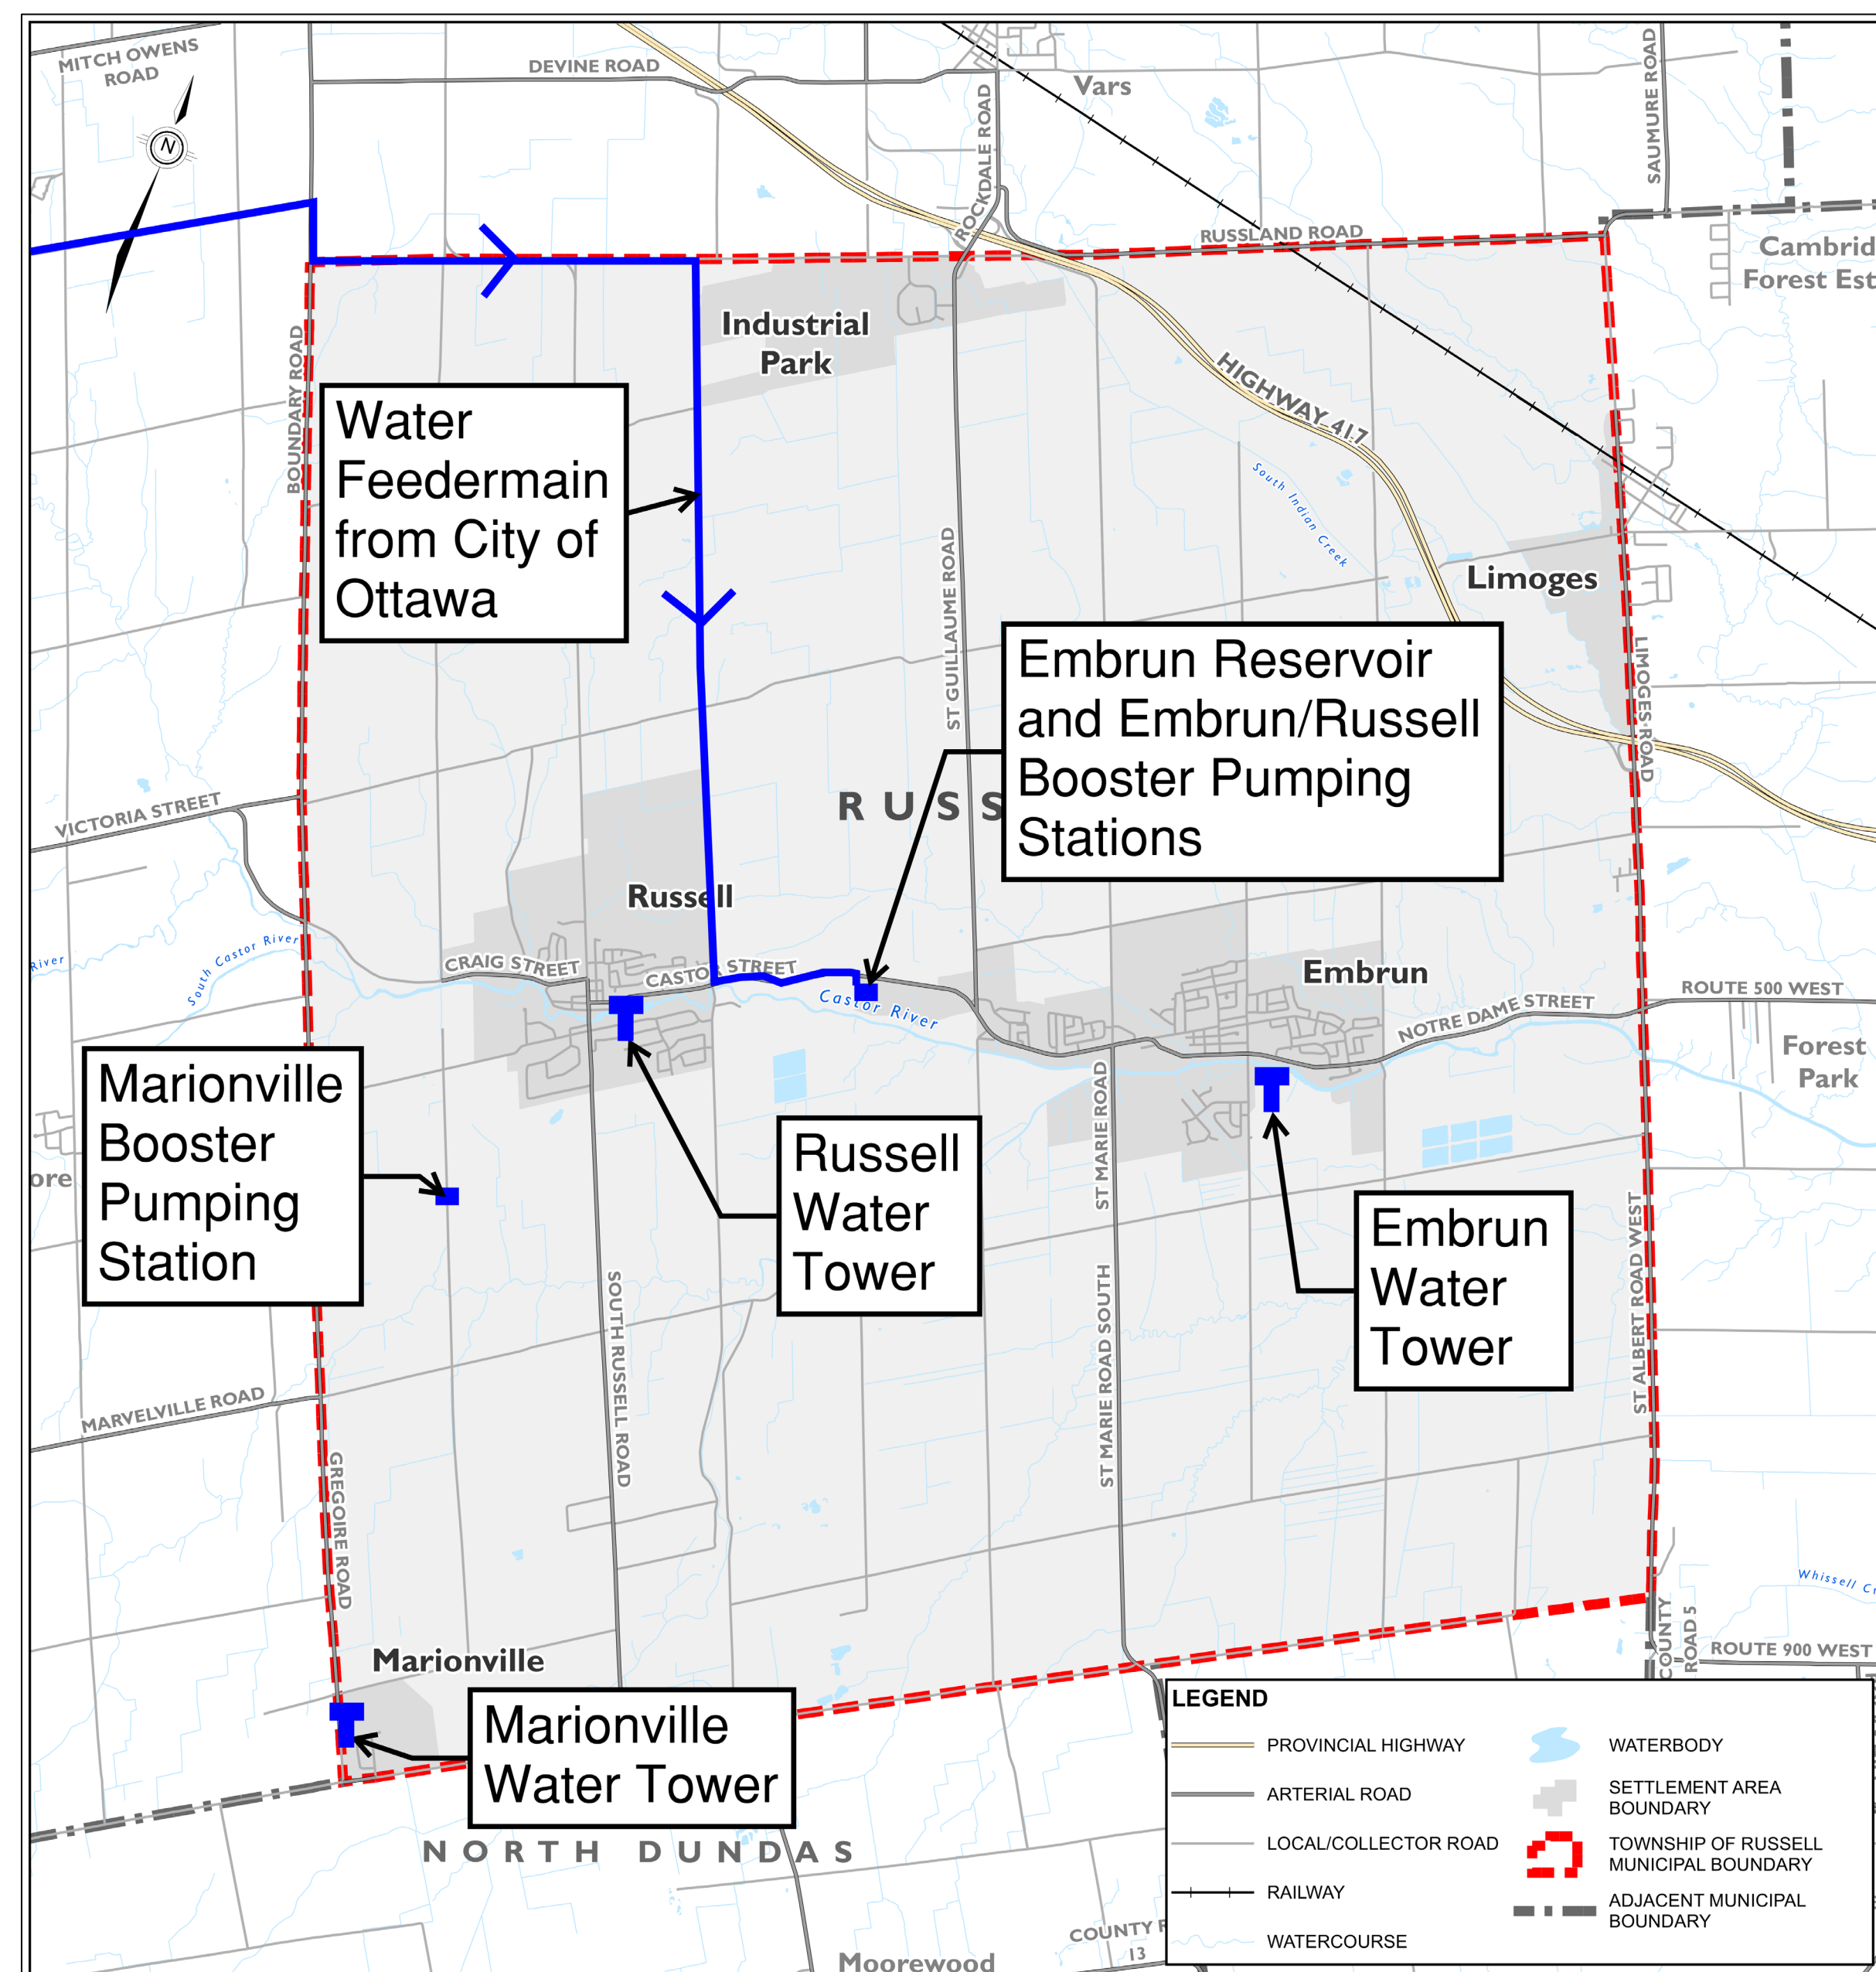 MITCH OWENS
ROAD
DEVINE ROAD
Vars
SAUMURE ROAD
ROCKDALE ROAD
N
RUSSLAND ROAD
Cambrid
Forest Est
Industrial
Park
BOUNDARY ROAD
HIGHWAY 417
Water
Feedermain
from City of
Ottawa
South Indian Creek
Limoges
ST GUILLAUME ROAD
LIMOGES ROAD
Embrun Reservoir
and Embrun/Russell
Booster Pumping
Stations
RUSS
VICTORIA STREET
Russell
River
South Castor River
CRAIG STREET
CASTOR STREET
Castor River
Embrun
NOTRE DAME STREET
ROUTE 500 WEST
Forest
Park
Marionville
Booster
Pumping
Station
ore
Russell
Water
Tower
ST MARIE ROAD
Embrun
Water
Tower
ST ALBERT ROAD WEST
SOUTH RUSSELL ROAD
ST MARIE ROAD SOUTH
MARVELVILLE ROAD
GREGOIRE ROAD
Whissell C
COUNTY
ROAD 5
ROUTE 900 WEST
Marionville
Marionville
Water Tower
NORTH DUNDAS
COUNTY R
13
Moorewood
LEGEND
PROVINCIAL HIGHWAY
ARTERIAL ROAD
LOCAL/COLLECTOR ROAD
RAILWAY
WATERCOURSE
WATERBODY
SETTLEMENT AREA
BOUNDARY
TOWNSHIP OF RUSSELL
MUNICIPAL BOUNDARY
ADJACENT MUNICIPAL
BOUNDARY